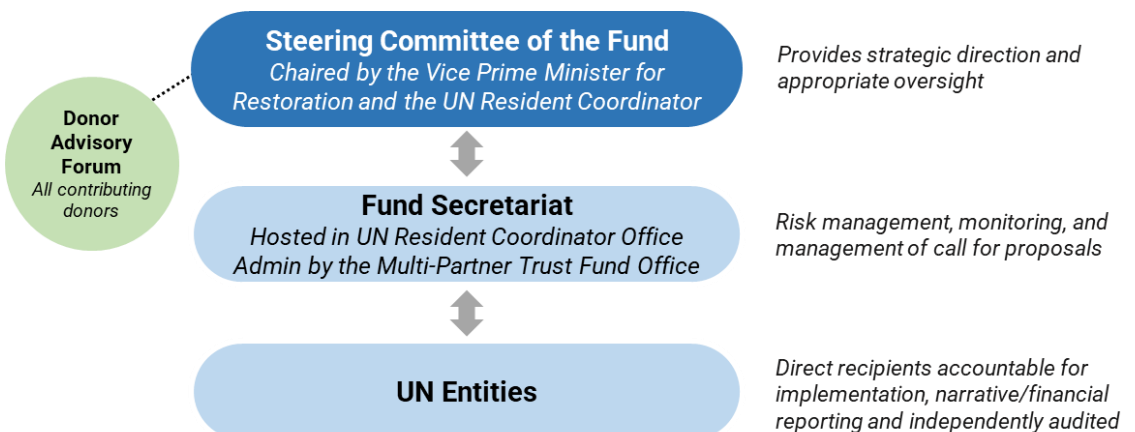 Steering Committee of the Fund
Chaired by the Vice Prime Minister for
Restoration and the UN Resident Coordinator
Provides strategic direction and
appropriate oversight
Donor
Advisory
Forum
All contributing
donors
Fund Secretariat
Hosted in UN Resident Coordinator Office
Admin by the Multi-Partner Trust Fund Office
Risk management, monitoring, and
management of call for proposals
UN Entities
Direct recipients accountable for
implementation, narrative/financial
reporting and independently audited